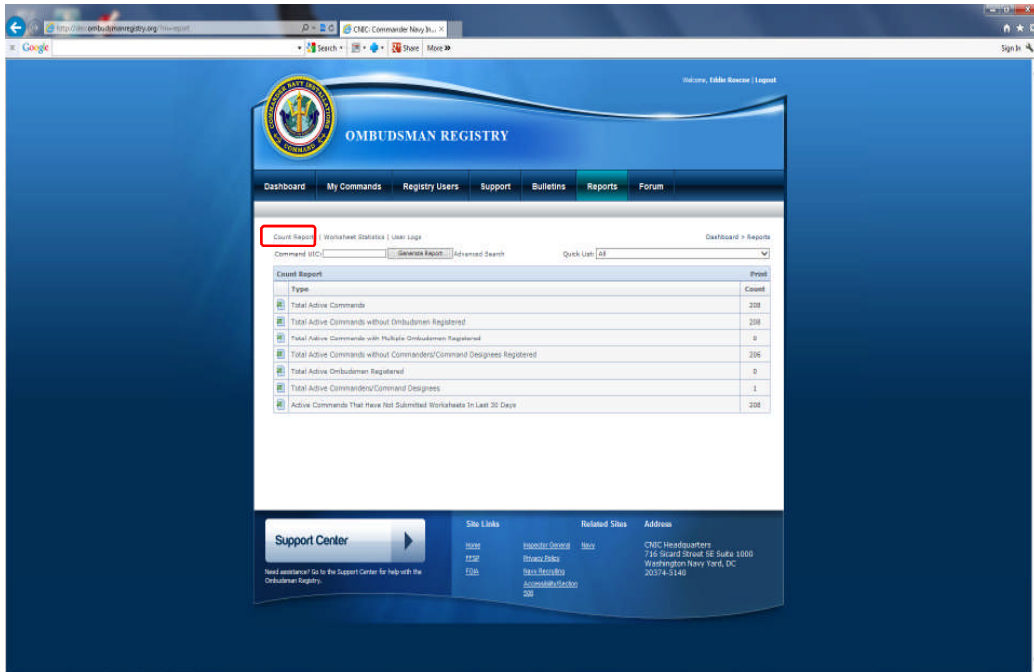 ombudsmanregistry.org
CNIC: Commander Navy In...
Google
Search
Share
More »
Sign In
Welcome, Eddie Roscoe | Logout
COMMANDER NAVY INSTALLATIONS COMMAND
OMBUDSMAN REGISTRY
Dashboard My Commands Registry Users Support Bulletins Reports Forum
Count Report | Worksheet Statistics | User Logs
Dashboard > Reports
Command UIC: Generate Report Advanced Search Quick List: All
Count Report Print
Type Count
Total Active Commands 208
Total Active Commands without Ombudsmen Registered 208
Total Active Commands with Multiple Ombudsmen Registered 0
Total Active Commands without Commanders/Command Designees Registered 206
Total Active Ombudsmen Registered 0
Total Active Commanders/Command Designees 1
Active Commands That Have Not Submitted Worksheets In Last 30 Days 208
Support Center
Need assistance? Go to the Support Center for help with the
Ombudsman Registry.
Site Links
Home
FFSP
FOIA
Inspector General
Privacy Policy
Navy Recruiting
Accessibility/Section
508
Related Sites
Navy
Address
CNIC Headquarters
716 Sicard Street SE Suite 1000
Washington Navy Yard, DC
20374-5140